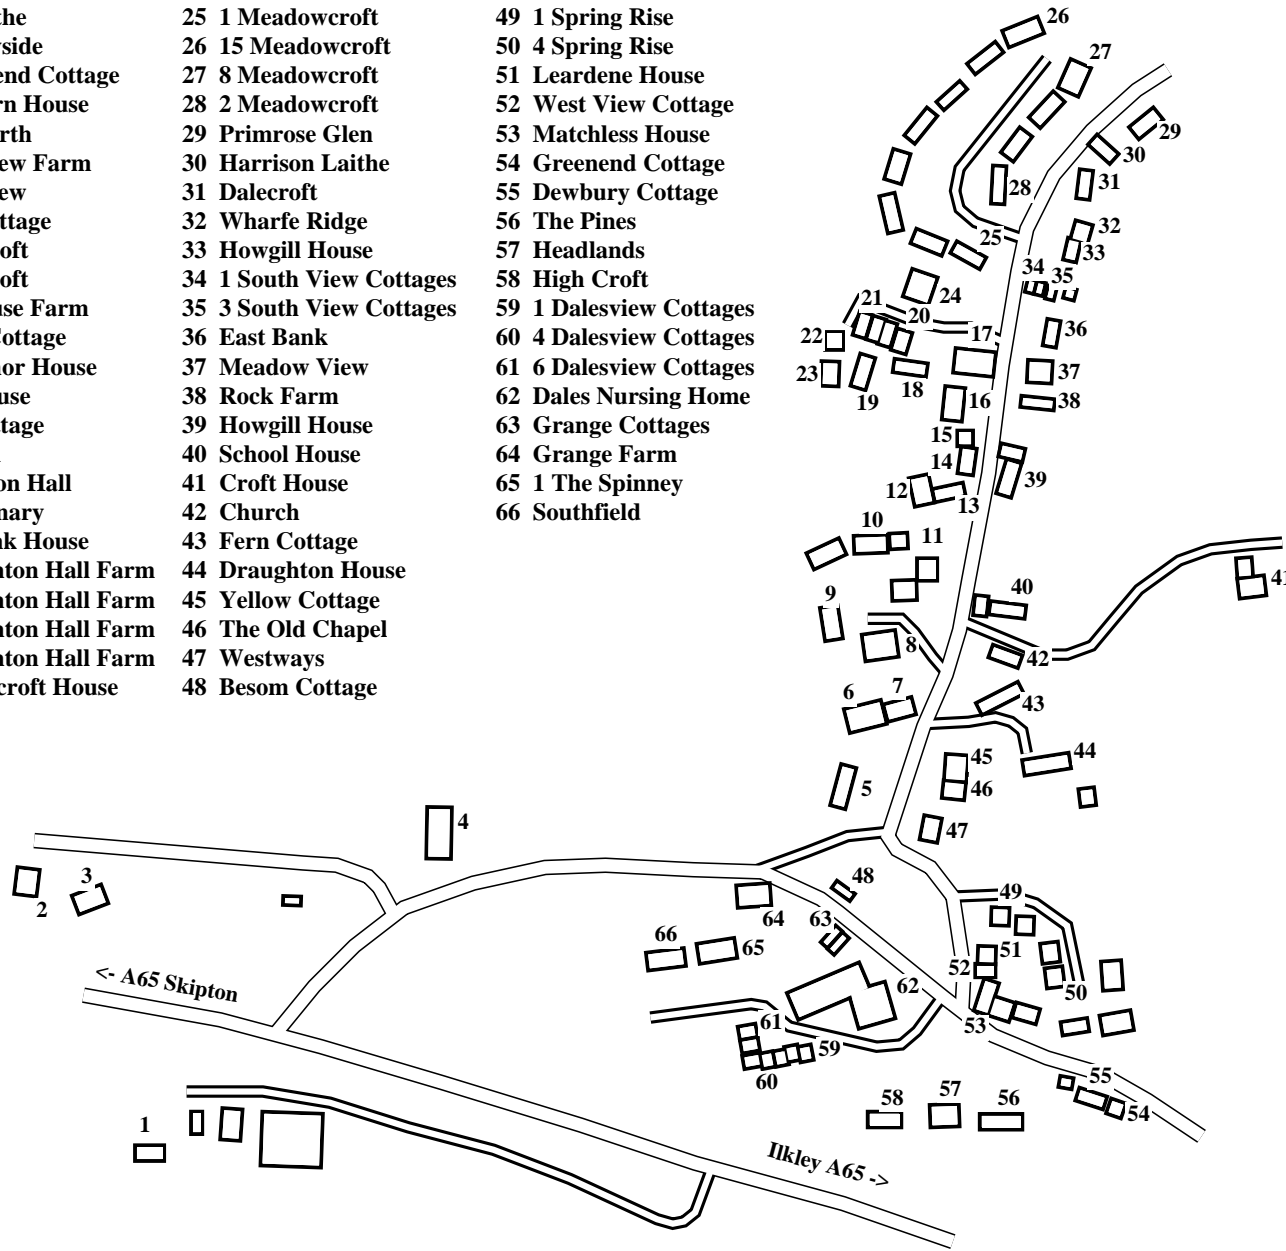 the 25 1 Meadowcroft 49 1 Spring Rise
side 26 15 Meadowcroft 50 4 Spring Rise
end Cottage 27 8 Meadowcroft 51 Leardene House
rn House 28 2 Meadowcroft 52 West View Cottage
rth 29 Primrose Glen 53 Matchless House
ew Farm 30 Harrison Laithe 54 Greenend Cottage
ew 31 Dalecroft 55 Dewbury Cottage
ttage 32 Wharfe Ridge 56 The Pines
oft 33 Howgill House 57 Headlands
oft 34 1 South View Cottages 58 High Croft
use Farm 35 3 South View Cottages 59 1 Dalesview Cottages
Cottage 36 East Bank 60 4 Dalesview Cottages
nor House 37 Meadow View 61 6 Dalesview Cottages
use 38 Rock Farm 62 Dales Nursing Home
tage 39 Howgill House 63 Grange Cottages
40 School House 64 Grange Farm
on Hall 41 Croft House 65 1 The Spinney
mary 42 Church 66 Southfield
k House 43 Fern Cottage
ton Hall Farm 44 Draughton House
ton Hall Farm 45 Yellow Cottage
ton Hall Farm 46 The Old Chapel
ton Hall Farm 47 Westways
croft House 48 Besom Cottage
26
27
29
30
28
31
32
25
33
34
35
21
24
20
36
22
17
23
18
37
19
16
38
15
14
39
12
13
10
11
9
40
41
8
42
6
7
43
44
45
5
46
47
4
3
2
48
49
64
63
66
65
51
52
50
62
53
<- A65 Skipton
61
59
60
55
58
57
56
54
1
Ilkley A65 ->